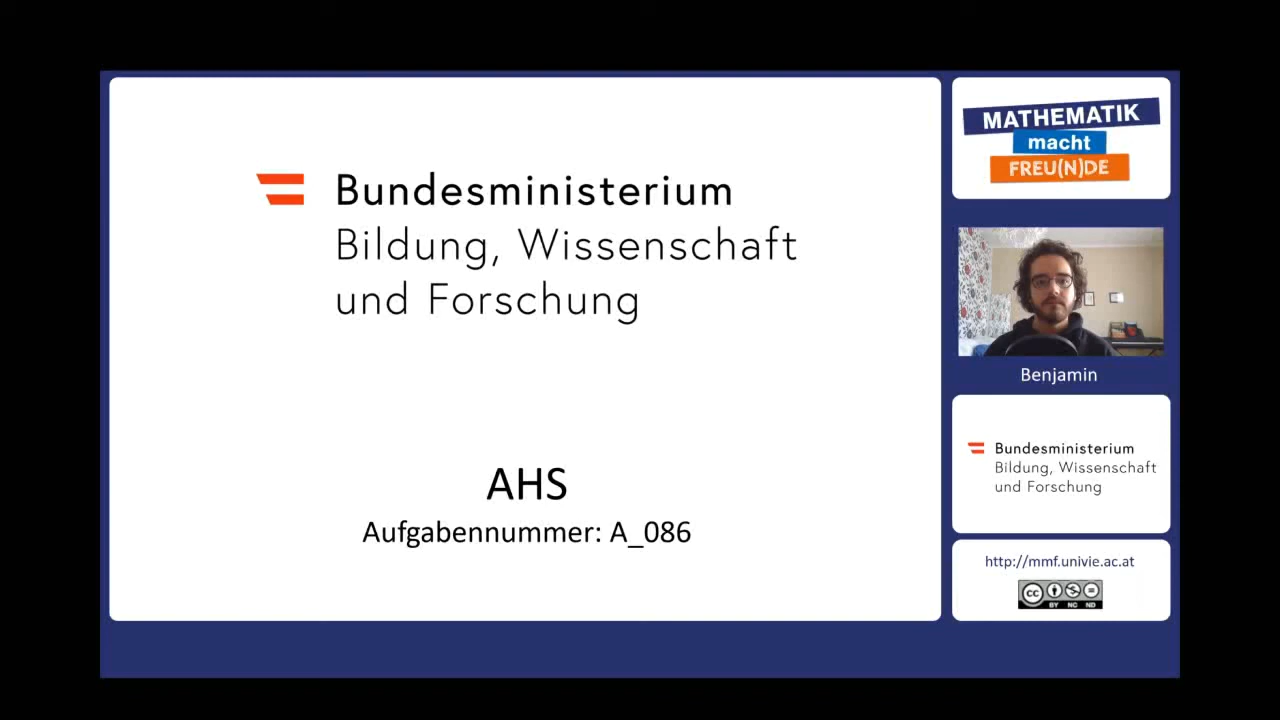 Bundesministerium
Bildung, Wissenschaft
und Forschung
AHS
Aufgabennummer: A_086
MATHEMATIK
macht
FREU(N)DE
Benjamin
Bundesministerium
Bildung, Wissenschaft
und Forschung
http://mmf.univie.ac.at
cc
BY NC ND